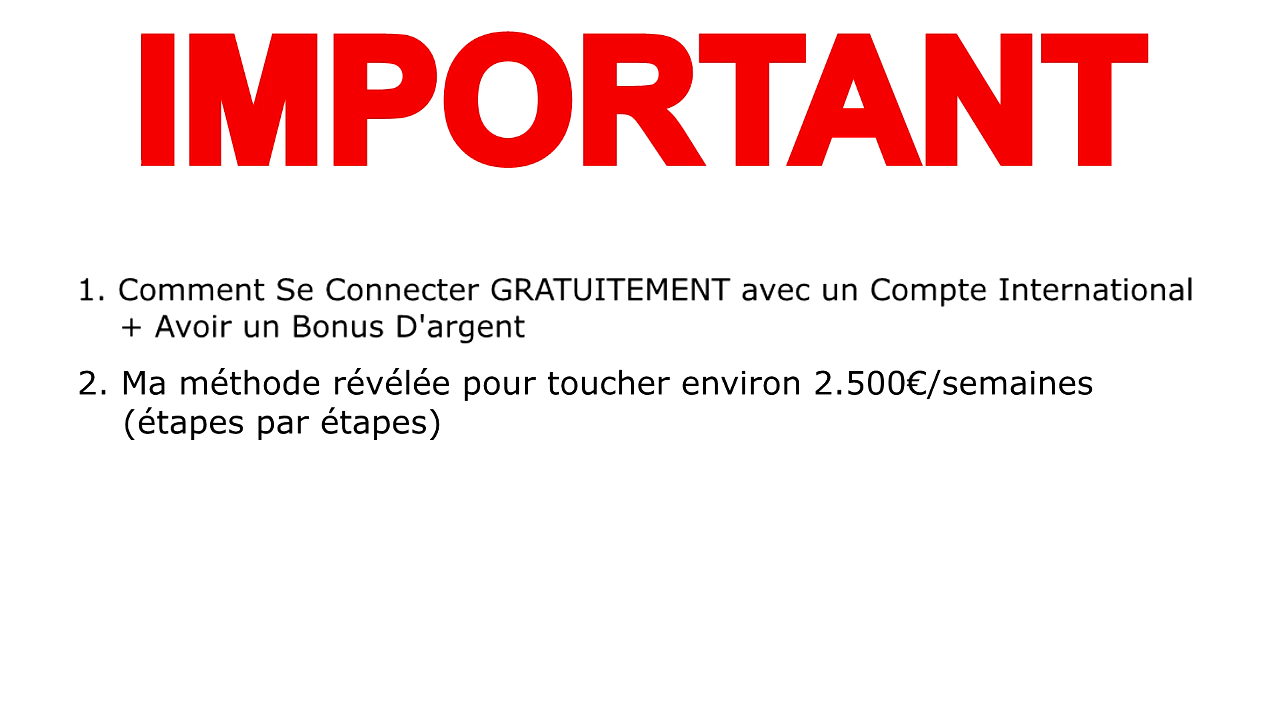 IMPORTANT
1. Comment Se Connecter GRATUITEMENT avec un Compte International
+ Avoir un Bonus D'argent
2. Ma méthode révélée pour toucher environ 2.500€/semaines
(étapes par étapes)